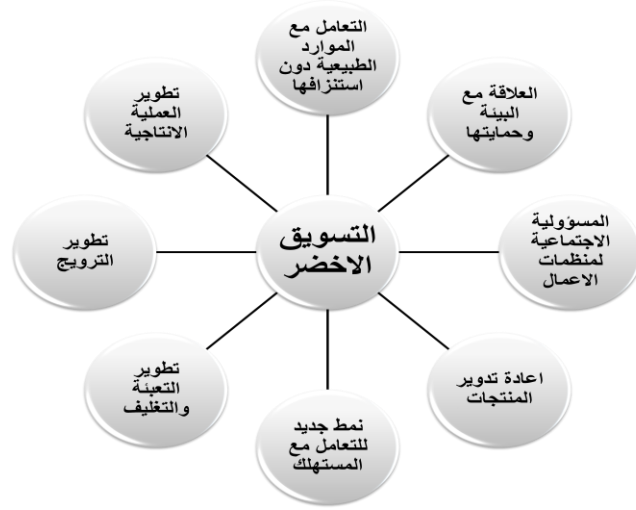 التعامل مع
الموارد
الطبيعية دون
استنزافها
العلاقة مع
البيئة
وحمايتها
المسؤولية
الاجتماعية
لمنظمات
الاعمال
اعادة تدوير
المنتجات
نمط جديد
للتعامل مع
المستهلك
تطوير
التعبئة
والتغليف
تطوير
الترويج
تطوير
العملية
الانتاجية
التسويق
الاخضر